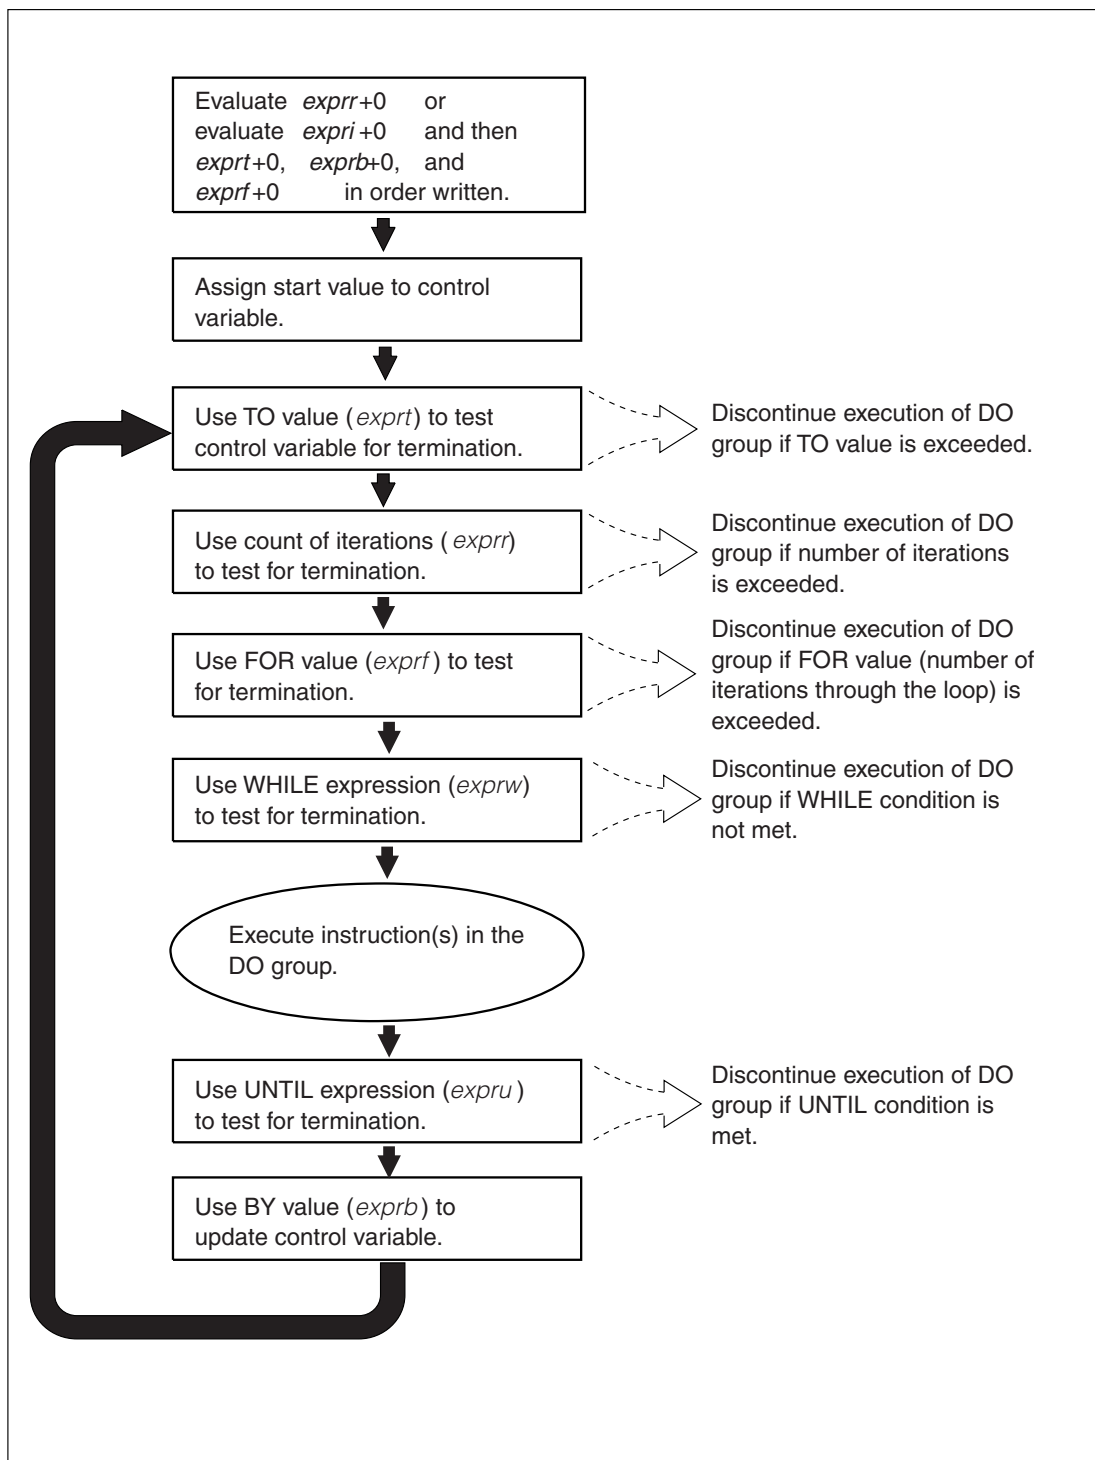 Evaluate exprr+0 or
evaluate expri+0 and then
exprt+0, exprb+0, and
exprf+0 in order written.
Assign start value to control
variable.
Use TO value (exprt) to test
control variable for termination.
Discontinue execution of DO
group if TO value is exceeded.
Use count of iterations (exprr)
to test for termination.
Discontinue execution of DO
group if number of iterations
is exceeded.
Use FOR value (exprf) to test
for termination.
Discontinue execution of DO
group if FOR value (number of
iterations through the loop) is
exceeded.
Use WHILE expression (exprw)
to test for termination.
Discontinue execution of DO
group if WHILE condition is
not met.
Execute instruction(s) in the
DO group.
Use UNTIL expression (expru)
to test for termination.
Discontinue execution of DO
group if UNTIL condition is
met.
Use BY value (exprb) to
update control variable.